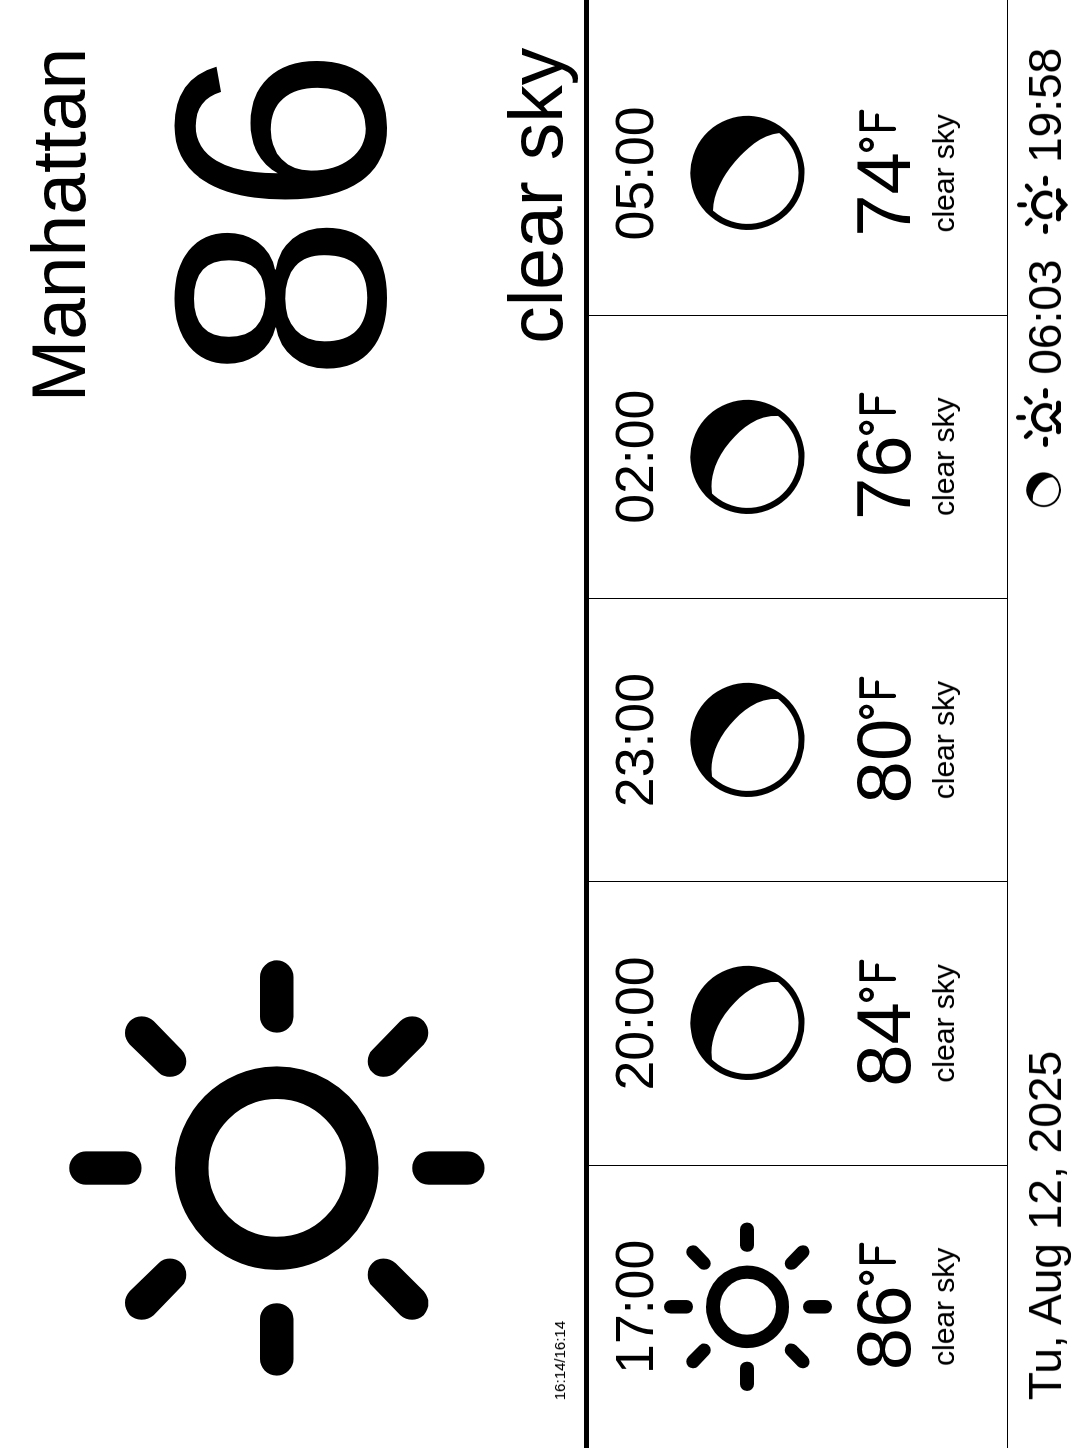 Manhattan
86
clear sky
16:14/16:14
17:00 20:00 23:00 02:00 05:00
86°F 84°F 80°F 76°F 74°F
clear sky clear sky clear sky clear sky clear sky
Tu, Aug 12, 2025 06:03 19:58